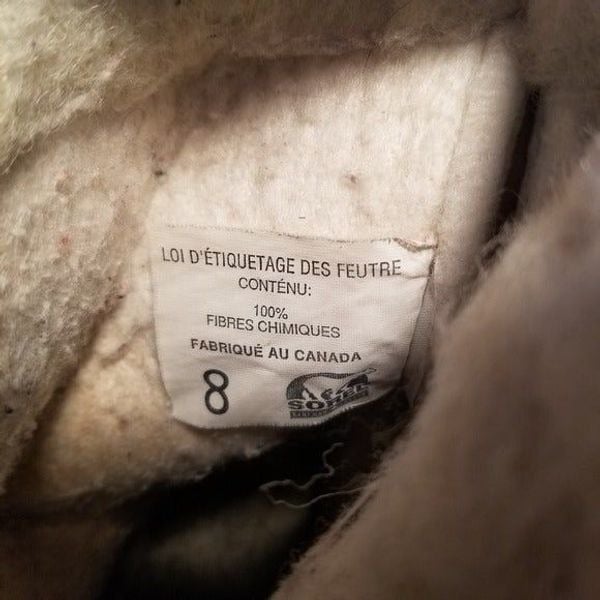 LOI D'ÉTIQUETAGE DES FEUTRE
CONTÉNU:
100%
FIBRES CHIMIQUES
FABRIQUÉ AU CANADA
8
SOREL